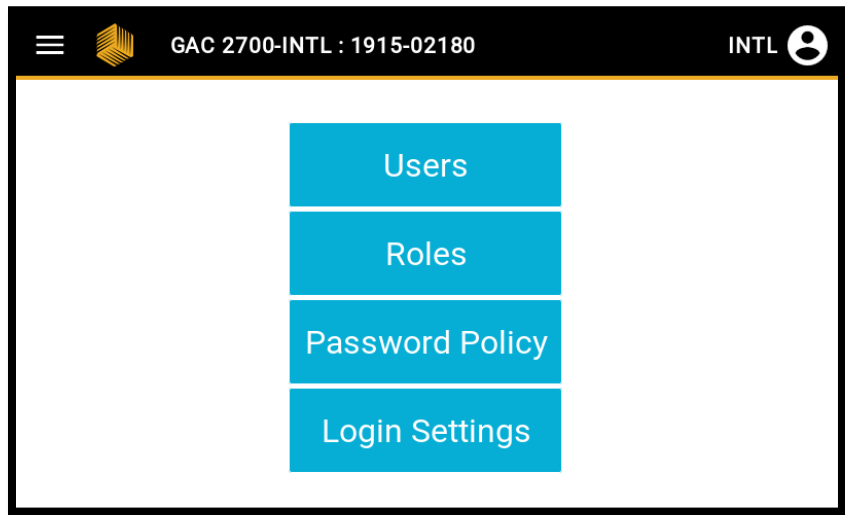 GAC 2700-INTL : 1915-02180
INTL
Users
Roles
Password Policy
Login Settings